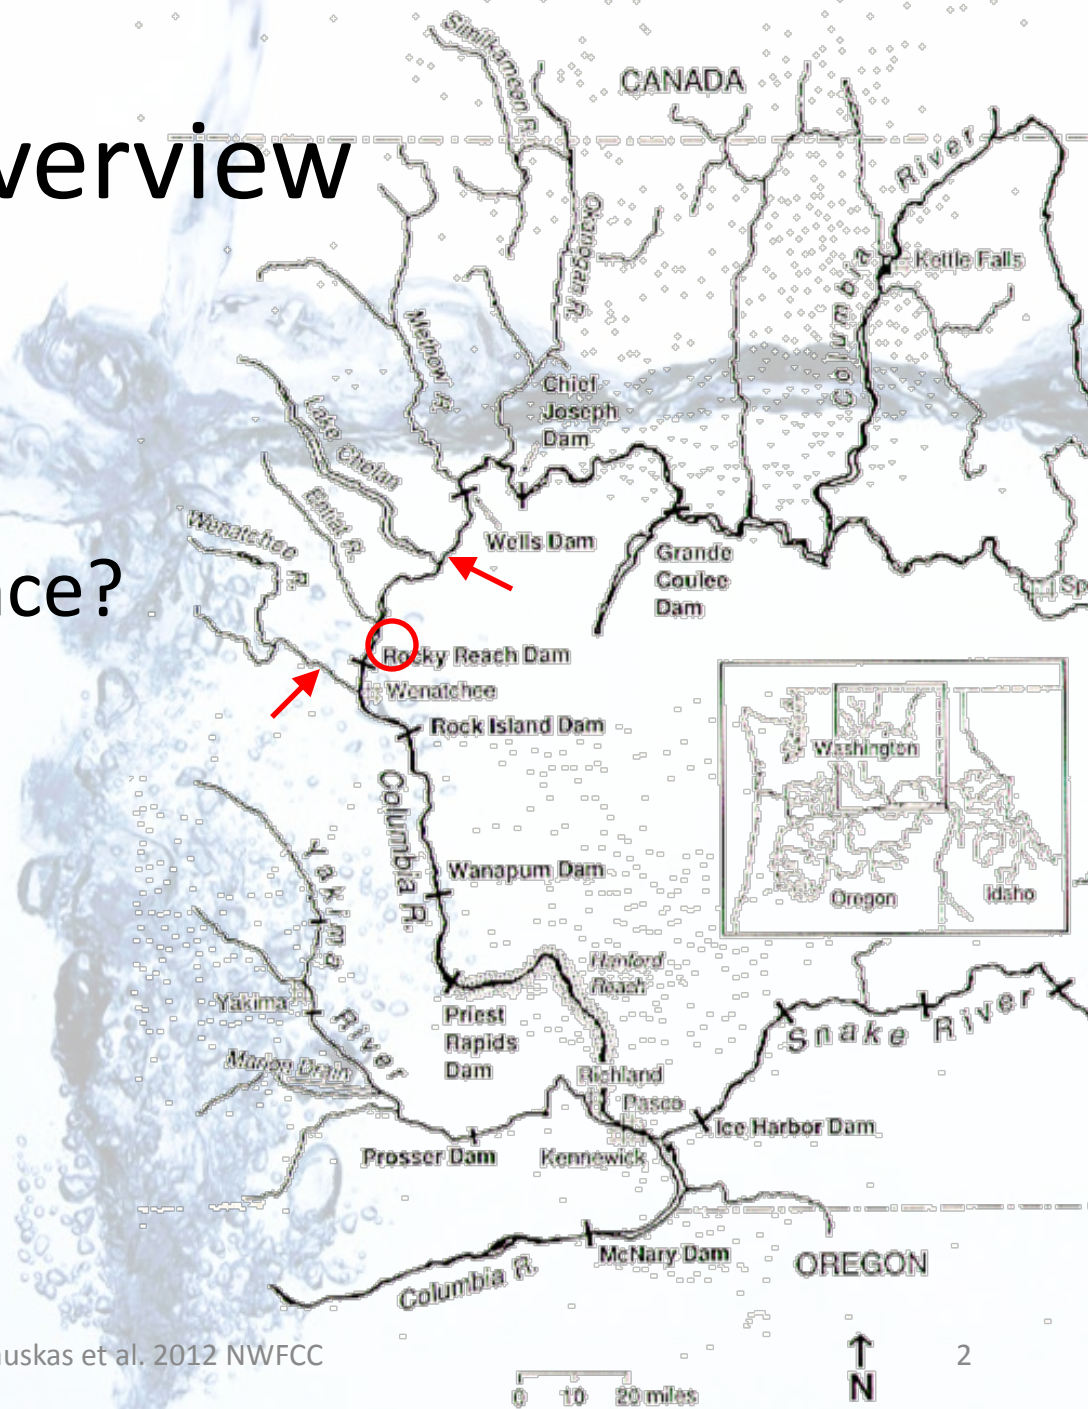 verview
nce?
Similkameen R.
CANADA
Columbia River
Okanogan R.
Kettle Falls
Methow R.
Chief
Joseph
Dam
Lake Chelan
Entiat R.
Wenatchee R.
Wells Dam
Grande
Coulee
Dam
Sp
Rocky Reach Dam
Wenatchee
Rock Island Dam
Washington
Oregon
Idaho
Columbia R.
Wanapum Dam
Yakima River
Hanford
Reach
Yakima
Priest
Rapids
Dam
Snake River
Marion Drain
Richland
Pasco
Ice Harbor Dam
Prosser Dam
Kennewick
McNary Dam
Columbia R.
OREGON
uskas et al. 2012 NWFCC
2
0 10 20 miles
N